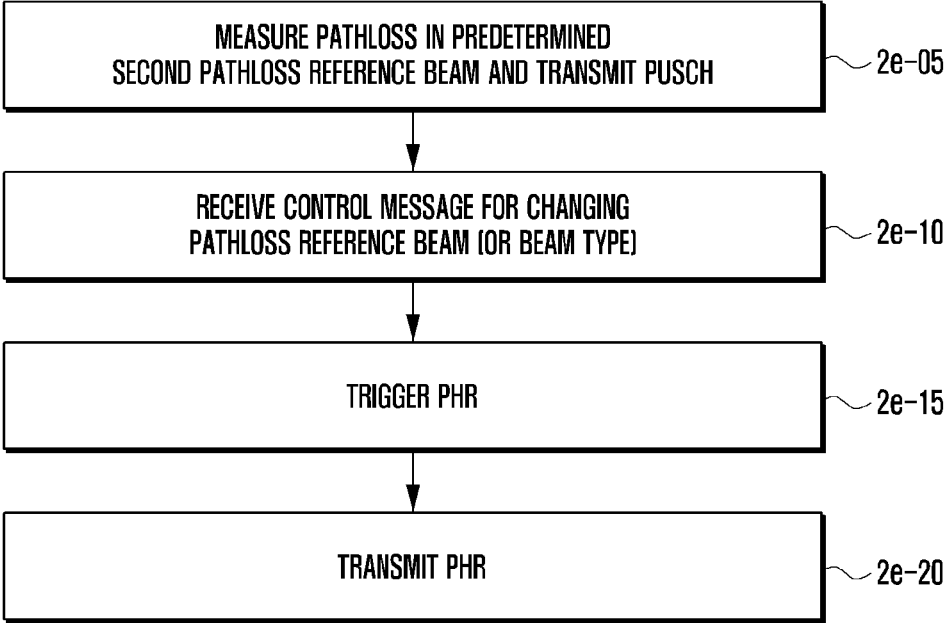 MEASURE PATHLOSS IN PREDETERMINED
SECOND PATHLOSS REFERENCE BEAM AND TRANSMIT PUSCH
2e-05
RECEIVE CONTROL MESSAGE FOR CHANGING
PATHLOSS REFERENCE BEAM (OR BEAM TYPE)
2e-10
TRIGGER PHR
2e-15
TRANSMIT PHR
2e-20